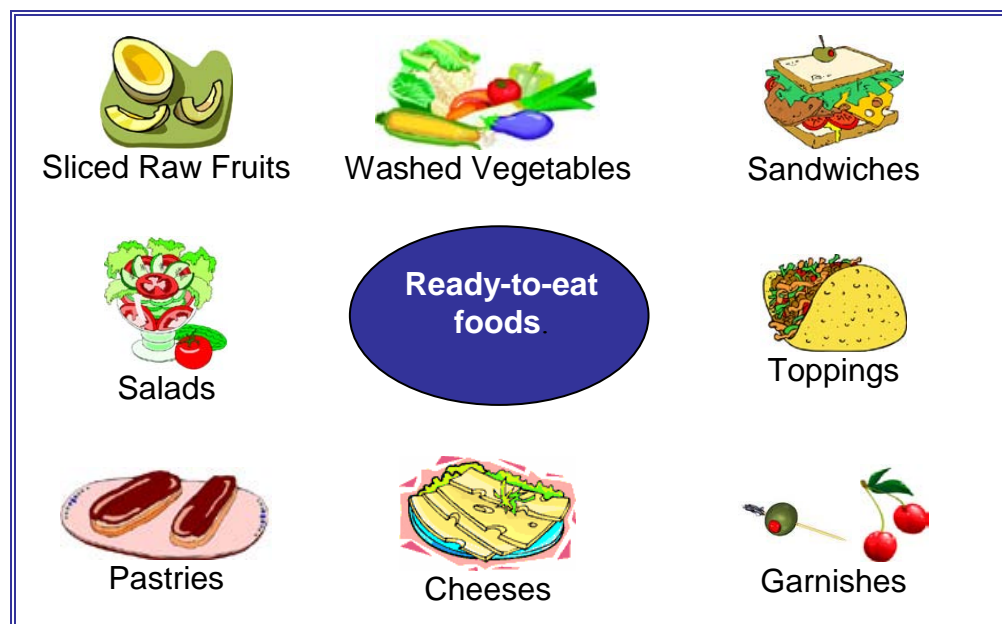 Sliced Raw Fruits
Washed Vegetables
Sandwiches
Ready-to-eat
foods.
Salads
Toppings
Pastries
Cheeses
Garnishes